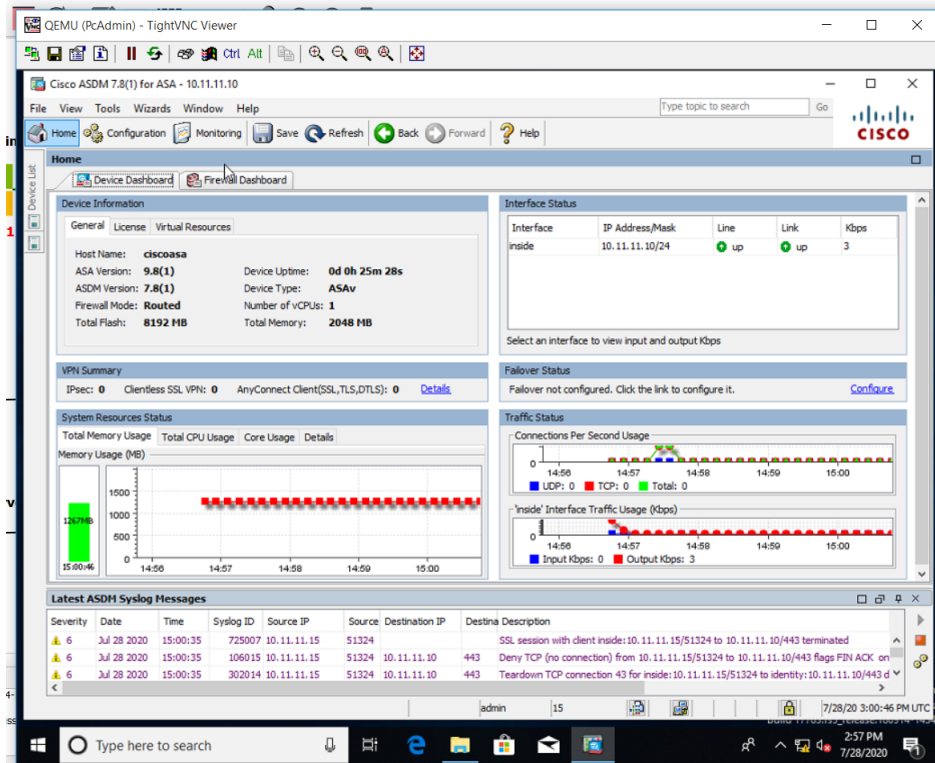 QEMU (PcAdmin) - TightVNC Viewer
Ctrl Alt
Cisco ASDM 7.8(1) for ASA - 10.11.11.10
File View Tools Wizards Window Help
Type topic to search Go
Home Configuration Monitoring Save Refresh Back Forward Help
CISCO
Home
Device List
Device Dashboard Firewall Dashboard
Device Information
General License Virtual Resources
Host Name: ciscoasa
ASA Version: 9.8(1) Device Uptime: 0d 0h 25m 28s
ASDM Version: 7.8(1) Device Type: ASAv
Firewall Mode: Routed Number of vCPUs: 1
Total Flash: 8192 MB Total Memory: 2048 MB
Interface Status
Interface IP Address/Mask Line Link Kbps
inside 10.11.11.10/24 up up 3
Select an interface to view input and output Kbps
VPN Summary
IPsec: 0 Clientless SSL VPN: 0 AnyConnect Client(SSL,TLS,DTLS): 0 Details
Failover Status
Failover not configured. Click the link to configure it. Configure
System Resources Status
Total Memory Usage Total CPU Usage Core Usage Details
Memory Usage (MB)
1267MB
15:00:46
1500
1000
500
0
14:56 14:57 14:58 14:59 15:00
Traffic Status
Connections Per Second Usage
0
14:56 14:57 14:58 14:59 15:00
UDP: 0 TCP: 0 Total: 0
'inside' Interface Traffic Usage (Kbps)
0
14:56 14:57 14:58 14:59 15:00
Input Kbps: 0 Output Kbps: 3
Latest ASDM Syslog Messages
Severity Date Time Syslog ID Source IP Source Destination IP Destina Description
6 Jul 28 2020 15:00:35 725007 10.11.11.15 51324 SSL session with client inside:10.11.11.15/51324 to 10.11.11.10/443 terminated
6 Jul 28 2020 15:00:35 106015 10.11.11.15 51324 10.11.11.10 443 Deny TCP (no connection) from 10.11.11.15/51324 to 10.11.11.10/443 flags FIN ACK on
6 Jul 28 2020 15:00:35 302014 10.11.11.15 51324 10.11.11.10 443 Teardown TCP connection 43 for inside:10.11.11.15/51324 to identity:10.11.11.10/443 d
admin 15 7/28/20 3:00:46 PM UTC
Type here to search
2:57 PM
7/28/2020
1